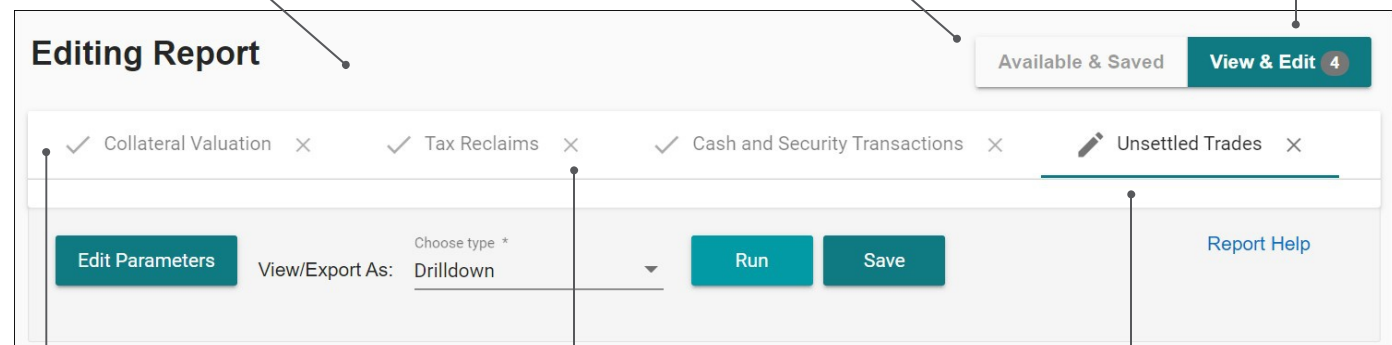 Editing Report
Available & Saved
View & Edit 4
Collateral Valuation
Tax Reclaims
Cash and Security Transactions
Unsettled Trades
Edit Parameters
View/Export As:
Choose type *
Drilldown
Run
Save
Report Help